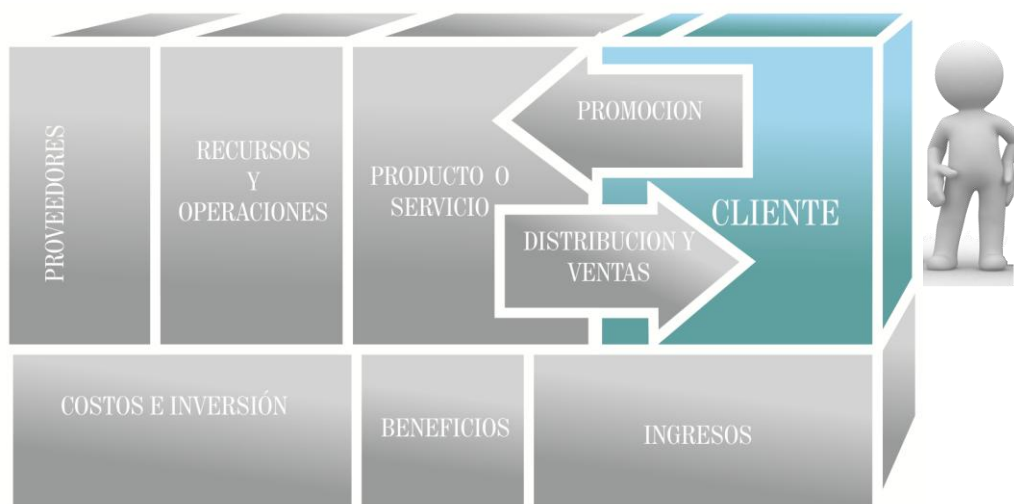 PROVEEDORES
RECURSOS
Y
OPERACIONES
PRODUCTO O
SERVICIO
PROMOCION
DISTRIBUCION Y
VENTAS
CLIENTE
COSTOS E INVERSIÓN
BENEFICIOS
INGRESOS